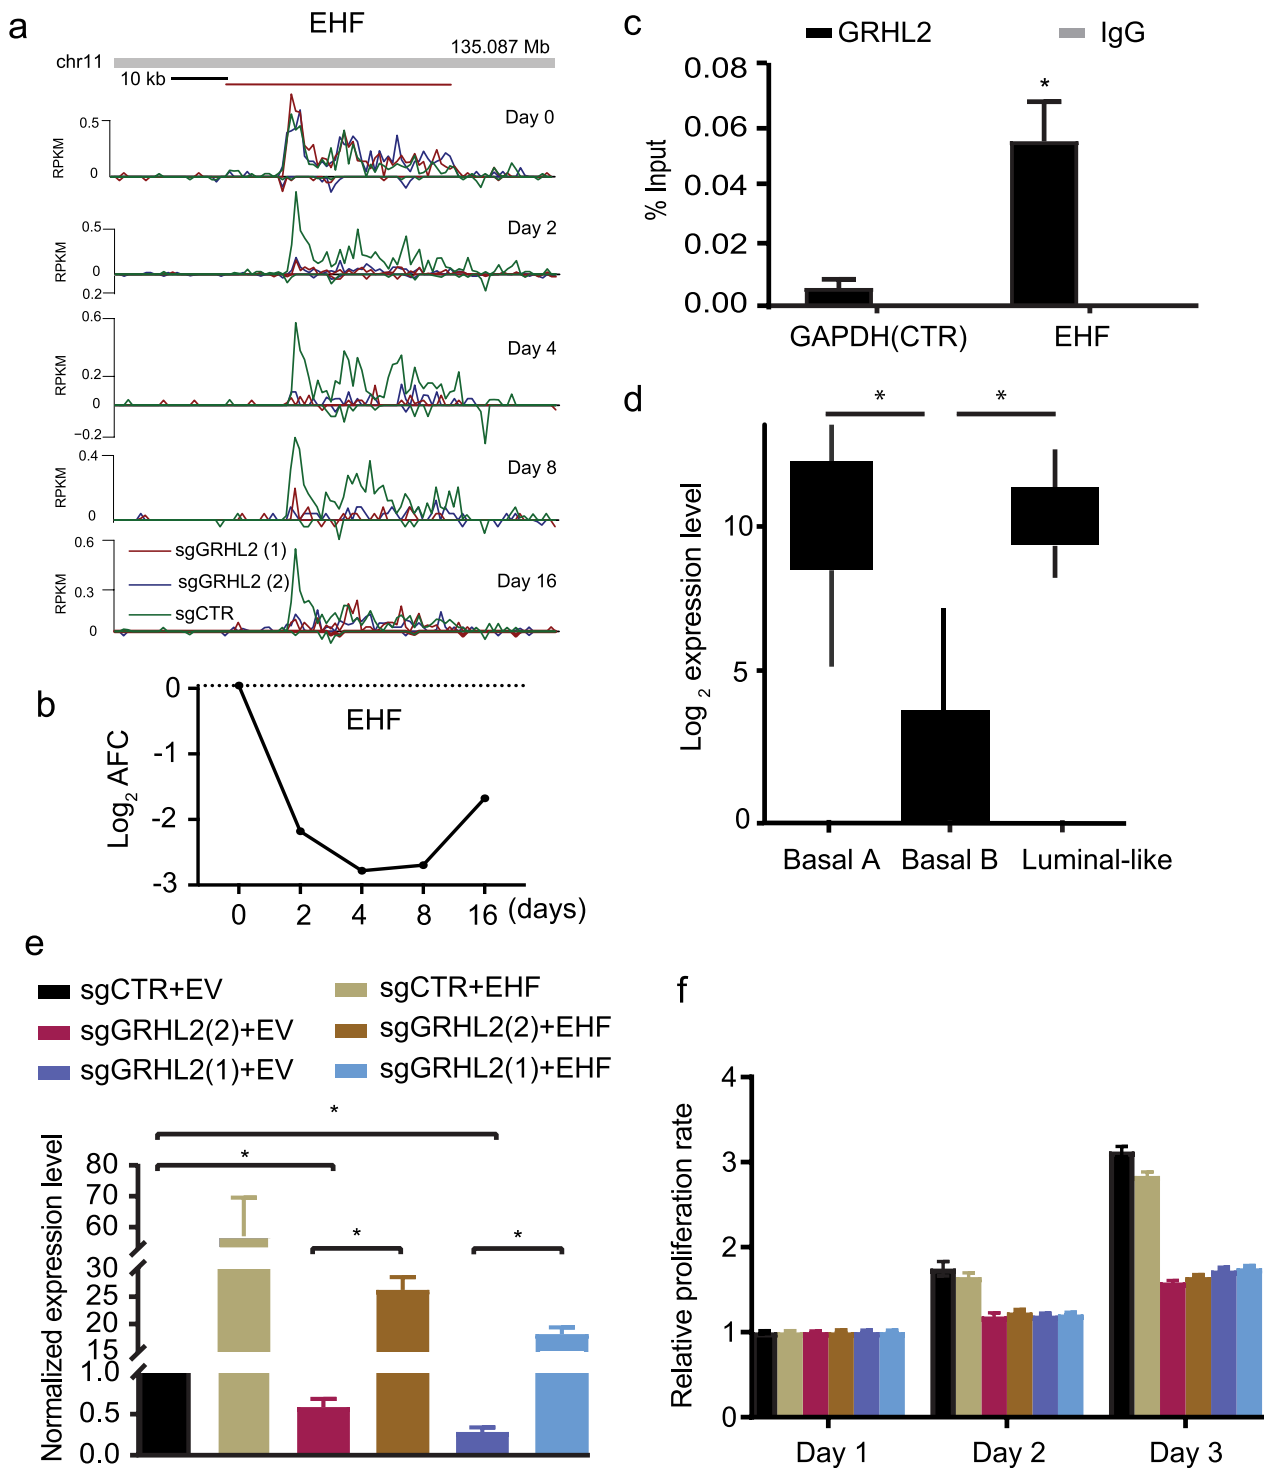 a
EHF
135.087 Mb
chr11
10 kb
Day 0
0.5
0
RPKM
Day 2
0.5
0
0.2
RPKM
0.6
Day 4
0.2
0
−0.2
RPKM
0.4
Day 8
0
RPKM
0.6
sgGRHL2 (1)
sgGRHL2 (2)
sgCTR
Day 16
0.3
0
RPKM
b
EHF
0
-1
-2
-3
Log2 AFC
0 2 4 8 16 (days)
c
GRHL2 IgG
*
0.08
0.06
0.04
0.02
0.00
% Input
GAPDH(CTR) EHF
d
* *
10
5
0
Log 2 expression level
Basal A Basal B Luminal-like
e
sgCTR+EV sgCTR+EHF
sgGRHL2(2)+EV sgGRHL2(2)+EHF
sgGRHL2(1)+EV sgGRHL2(1)+EHF
*
*
* *
80
70
60
30
25
20
15
1.0
0.5
0.0
Normalized expression level
f
4
3
2
1
0
Relative proliferation rate
Day 1 Day 2 Day 3